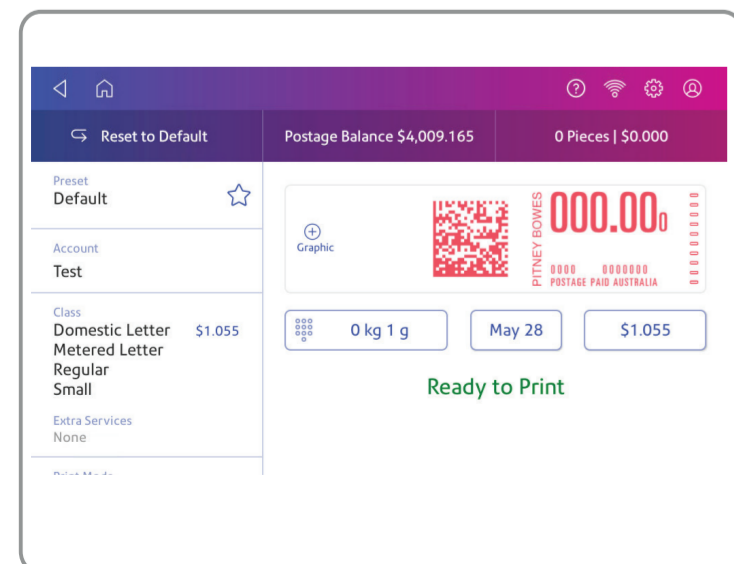 Reset to Default
Postage Balance $4,009.165
0 Pieces | $0.000
Preset
Default
Account
Test
Class
Domestic Letter $1.055
Metered Letter
Regular
Small
Extra Services
None
Graphic
PITNEY BOWES
000.000
0000 0000000
POSTAGE PAID AUSTRALIA
0 kg 1 g
May 28
$1.055
Ready to Print